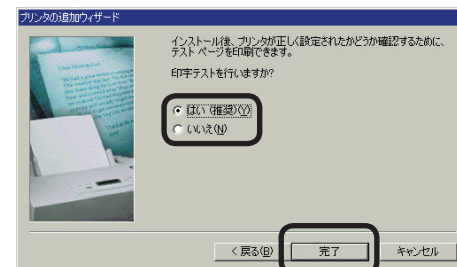 プリンタの追加ウィザード
インストール後、プリンタが正しく設定されたかどうか確認するために、
テスト ページを印刷できます。
印字テストを行いますか?
はい (推奨)(Y)
いいえ(N)
< 戻る(B)
完了
キャンセル